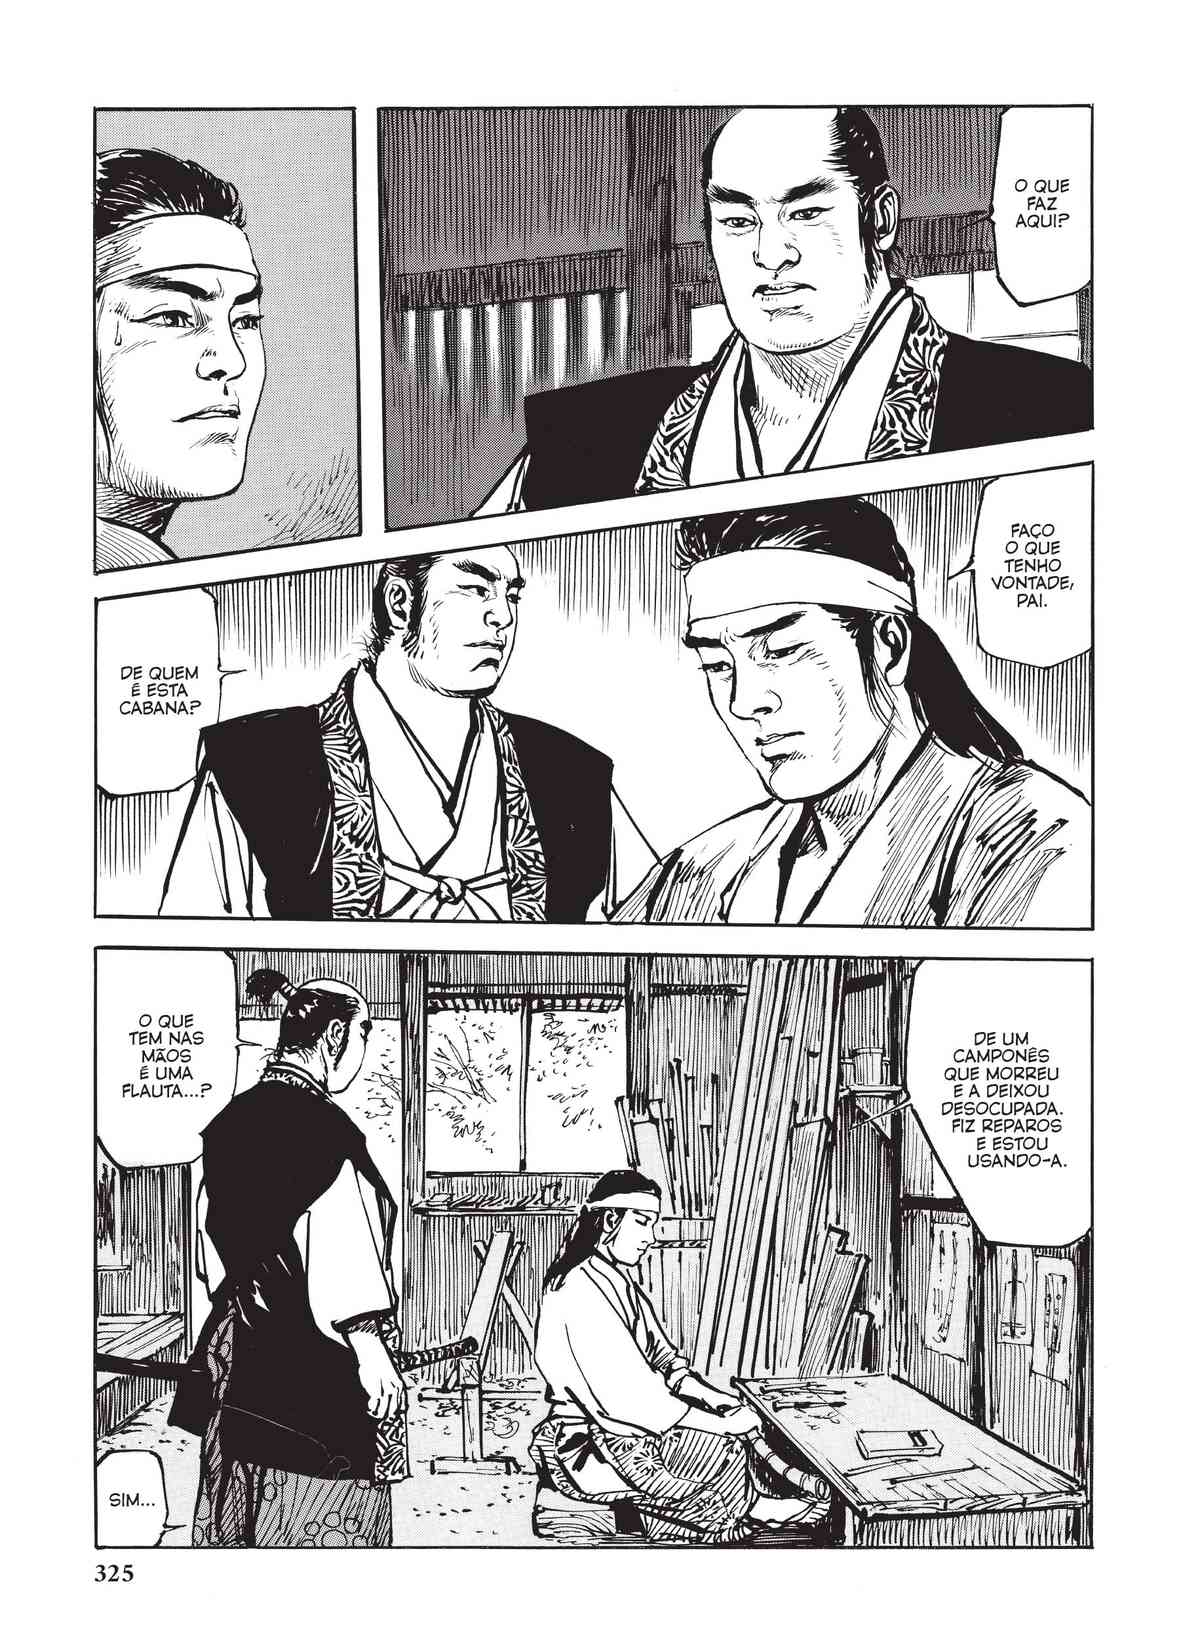 O QUE
FAZ
AQUI?
FAÇO
O QUE
TENHO
VONTADE,
PAI.
DE QUEM
É ESTA
CABANA?
DE UM
CAMPONÊS
QUE MORREU
E A DEIXOU
DESOCUPADA.
FIZ REPAROS
E ESTOU
USANDO-A.
O QUE
TEM NAS
MÃOS
É UMA
FLAUTA...?
SIM...
325